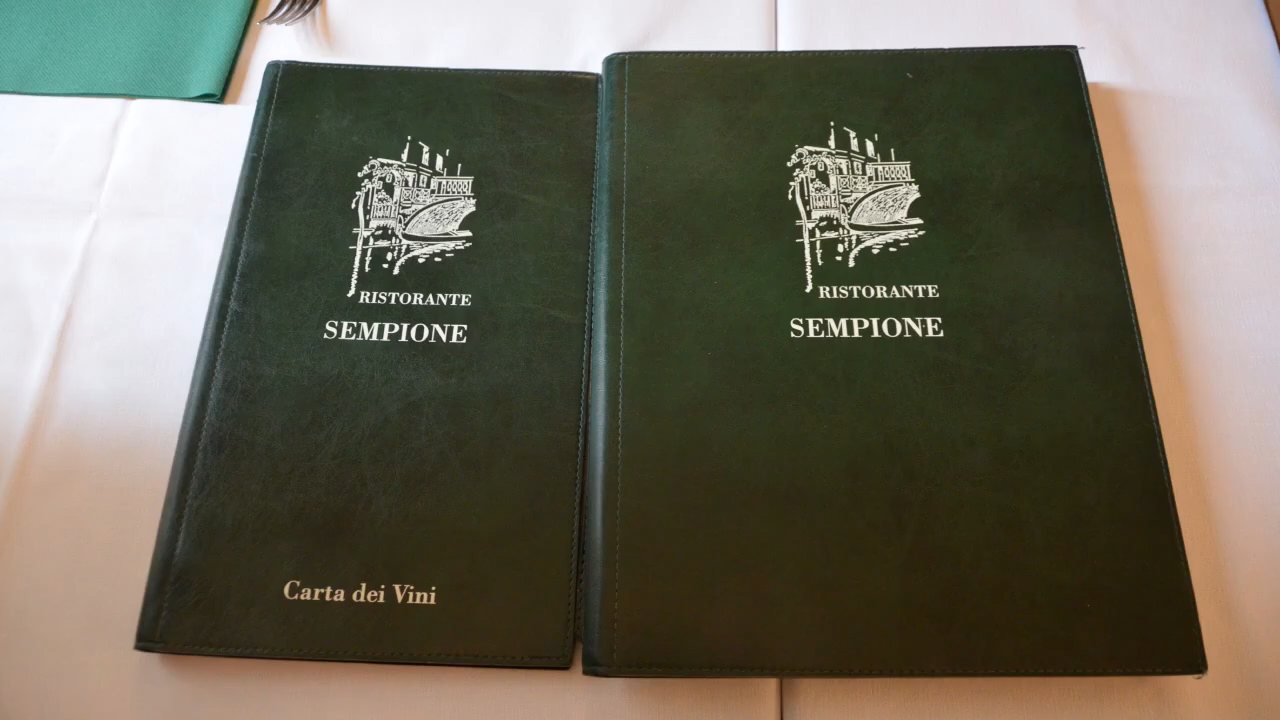 RISTORANTE
SEMPIONE
Carta dei Vini
RISTORANTE
SEMPIONE